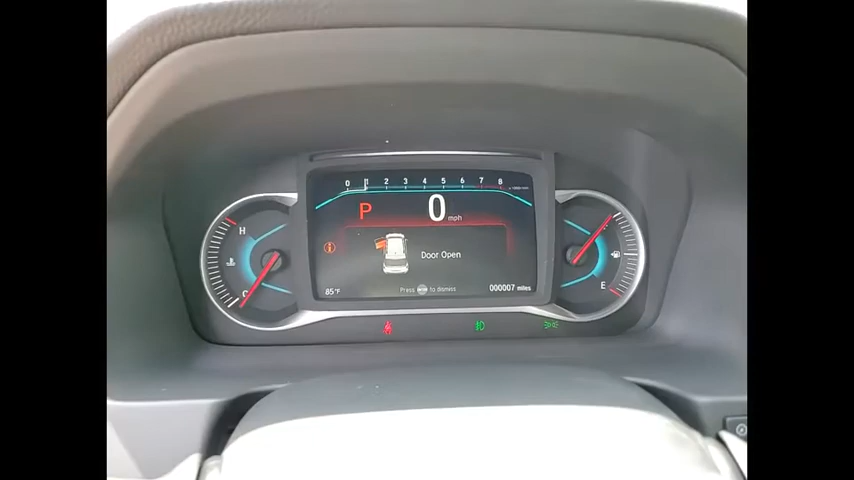 0 1 2 3 4 5 6 7 8
P 0 mph
H
Door Open
C
E
85°F
Press to dismiss
000007 miles